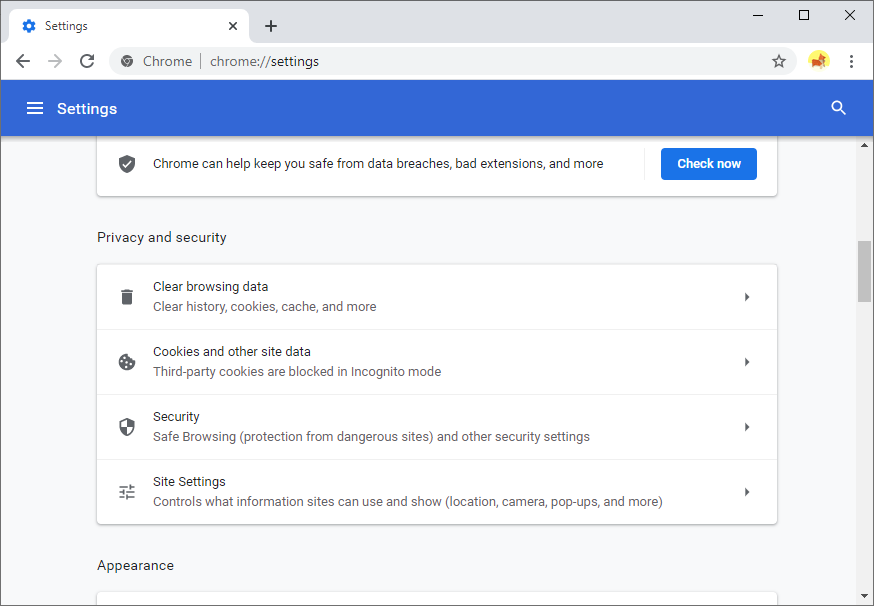 Settings
Chrome
chrome://settings
Settings
Chrome can help keep you safe from data breaches, bad extensions, and more
Check now
Privacy and security
Clear browsing data
Clear history, cookies, cache, and more
Cookies and other site data
Third-party cookies are blocked in Incognito mode
Security
Safe Browsing (protection from dangerous sites) and other security settings
Site Settings
Controls what information sites can use and show (location, camera, pop-ups, and more)
Appearance